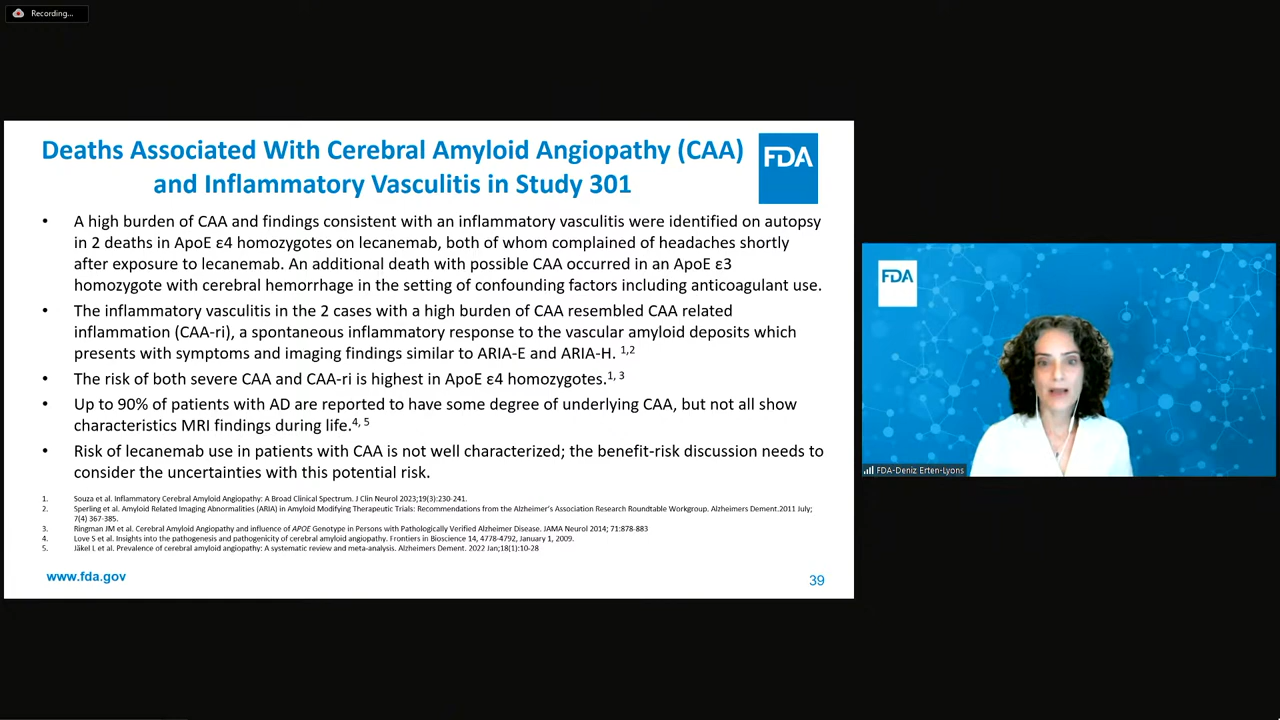 Recording...
Deaths Associated With Cerebral Amyloid Angiopathy (CAA)
and Inflammatory Vasculitis in Study 301
FDA
• A high burden of CAA and findings consistent with an inflammatory vasculitis were identified on autopsy
in 2 deaths in ApoE ε4 homozygotes on lecanemab, both of whom complained of headaches shortly
after exposure to lecanemab. An additional death with possible CAA occurred in an ApoE ε3
homozygote with cerebral hemorrhage in the setting of confounding factors including anticoagulant use.
• The inflammatory vasculitis in the 2 cases with a high burden of CAA resembled CAA related
inflammation (CAA-ri), a spontaneous inflammatory response to the vascular amyloid deposits which
presents with symptoms and imaging findings similar to ARIA-E and ARIA-H. 1,2
• The risk of both severe CAA and CAA-ri is highest in ApoE ε4 homozygotes.1, 3
• Up to 90% of patients with AD are reported to have some degree of underlying CAA, but not all show
characteristics MRI findings during life.4, 5
• Risk of lecanemab use in patients with CAA is not well characterized; the benefit-risk discussion needs to
consider the uncertainties with this potential risk.
1. Souza et al. Inflammatory Cerebral Amyloid Angiopathy: A Broad Clinical Spectrum. J Clin Neurol 2023;19(3):230-241.
2. Sperling et al. Amyloid Related Imaging Abnormalities (ARIA) in Amyloid Modifying Therapeutic Trials: Recommendations from the Alzheimer's Association Research Roundtable Workgroup. Alzheimers Dement.2011 July;
7(4) 367-385.
3. Ringman JM et al. Cerebral Amyloid Angiopathy and influence of APOE Genotype in Persons with Pathologically Verified Alzheimer Disease. JAMA Neurol 2014; 71:878-883
4. Love S et al. Insights into the pathogenesis and pathogenicity of cerebral amyloid angiopathy. Frontiers in Bioscience 14, 4778-4792, January 1, 2009.
5. Jäkel L et al. Prevalence of cerebral amyloid angiopathy: A systematic review and meta-analysis. Alzheimers Dement. 2022 Jan;18(1):10-28
www.fda.gov
39
FDA
FDA-Deniz Erten-Lyons